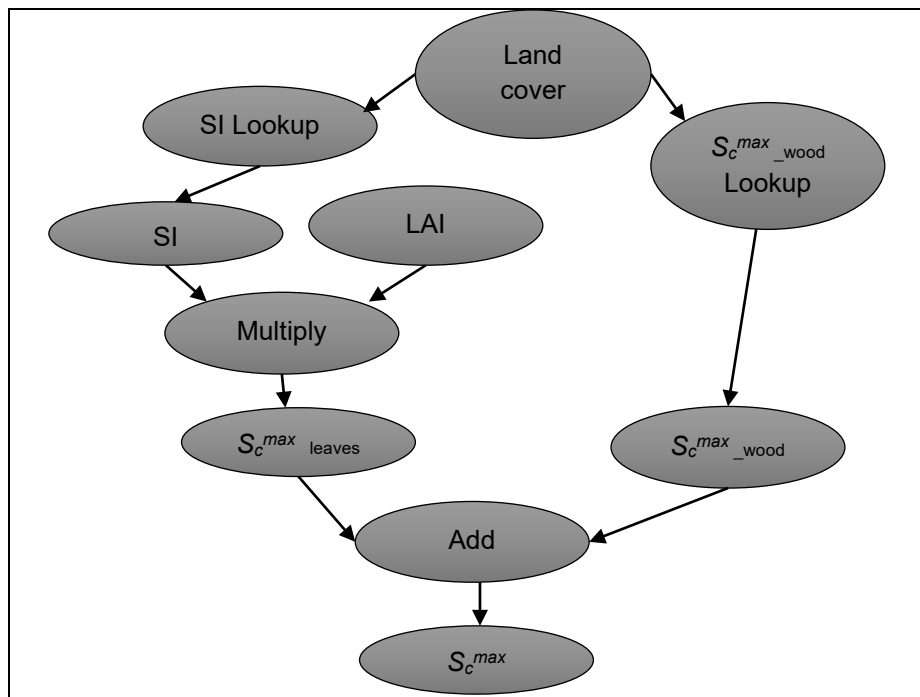 Land
cover
SI Lookup
Sc^max _wood
Lookup
SI
LAI
Multiply
Sc^max leaves
Sc^max _wood
Add
Sc^max